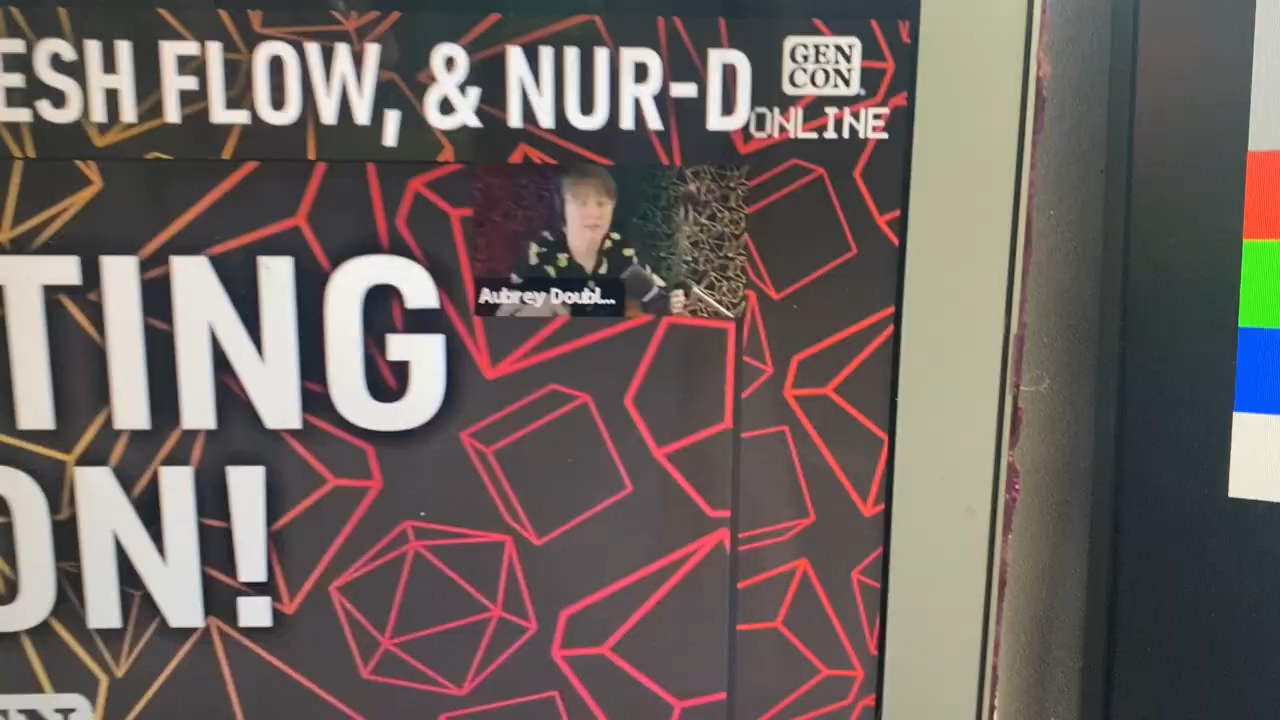 ESH FLOW, & NUR-D
GEN
CON
ONLINE
Aubrey Doubl...
TING
ON!